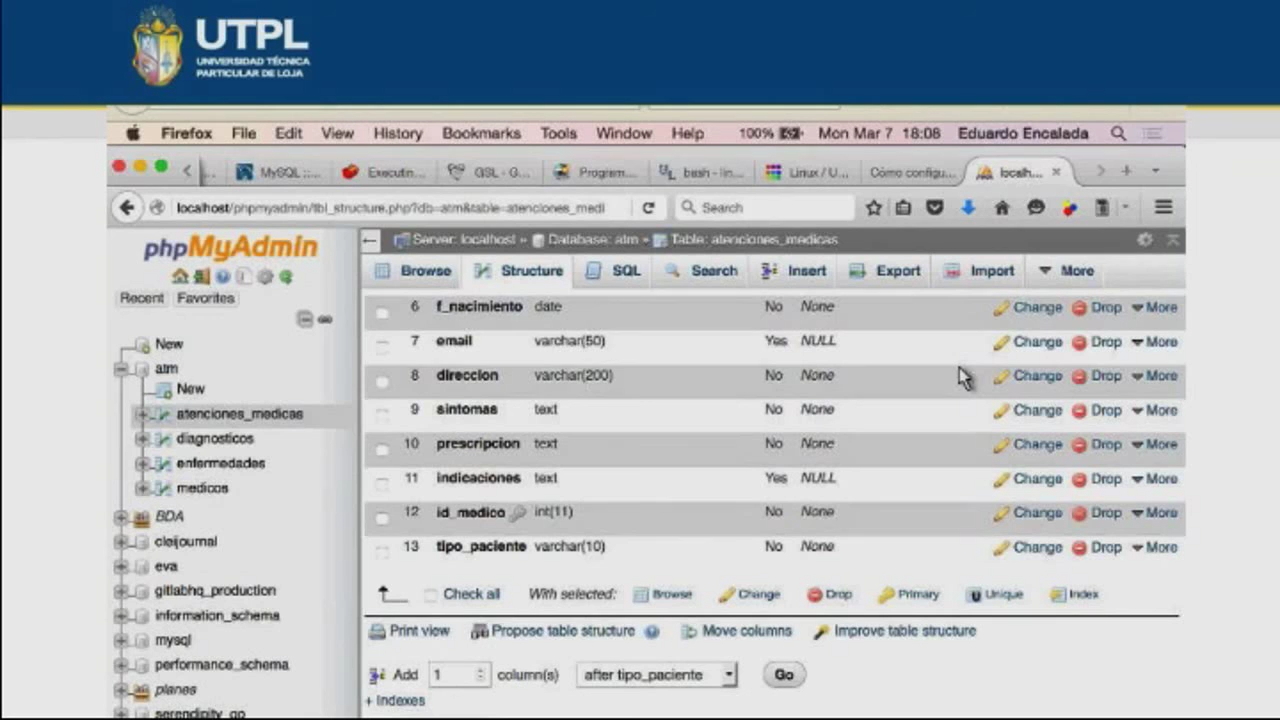 UTPL
UNIVERSIDAD TÉCNICA
PARTICULAR DE LOJA
Firefox File Edit View History Bookmarks Tools Window Help 100% Mon Mar 7 18:08 Eduardo Encalada
MySQL ::... Executin... GSL - G... Program... bash - lin... Linux / U... Cómo configu... localh...
localhost/phpmyadmin/tbl_structure.php?db=atm&table=atenciones_medi Search
phpMyAdmin
Recent Favorites
New
atm
New
atenciones_medicas
diagnosticos
enfermedades
medicos
BDA
cleijournal
eva
gitlabhq_production
information_schema
mysql
performance_schema
planes
serendipity_gp
Server: localhost » Database: atm » Table: atenciones_medicas
Browse Structure SQL Search Insert Export Import More
6 f_nacimiento date No None Change Drop More
7 email varchar(50) Yes NULL Change Drop More
8 direccion varchar(200) No None Change Drop More
9 sintomas text No None Change Drop More
10 prescripcion text No None Change Drop More
11 indicaciones text Yes NULL Change Drop More
12 id_medico int(11) No None Change Drop More
13 tipo_paciente varchar(10) No None Change Drop More
Check all With selected: Browse Change Drop Primary Unique Index
Print view Propose table structure Move columns Improve table structure
Add 1 column(s) after tipo_paciente Go
+ Indexes